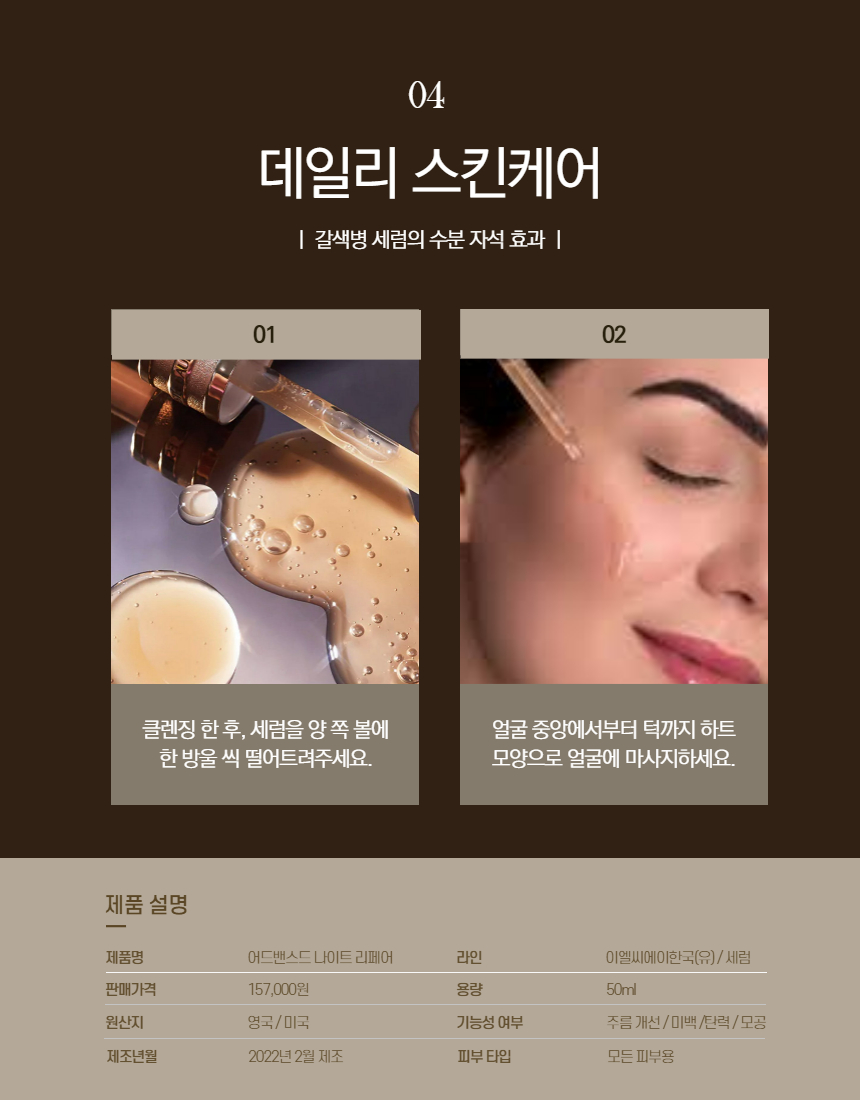 04
데일리 스킨케어
| 갈색병 세럼의 수분 자석 효과 |
01
02
클렌징 한 후, 세럼을 양 쪽 볼에
한 방울 씩 떨어트려주세요.
얼굴 중앙에서부터 턱까지 하트
모양으로 얼굴에 마사지하세요.
제품 설명
제품명 어드밴스드 나이트 리페어 라인 이엘씨에이한국(유) / 세럼
판매가격 157,000원 용량 50ml
원산지 영국 / 미국 기능성 여부 주름 개선 / 미백 /탄력 / 모공
제조년월 2022년 2월 제조 피부 타입 모든 피부용